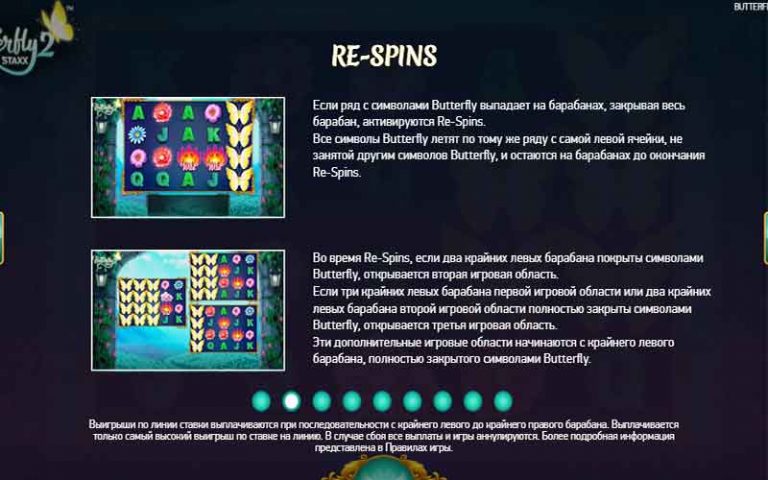 BUTTERF
erfly 2
STAXX
™
RE-SPINS
Если ряд с символами Butterfly выпадает на барабанах, закрывая весь
барабан, активируются Re-Spins.
Все символы Butterfly летят по тому же ряду с самой левой ячейки, не
занятой другим символов Butterfly, и остаются на барабанах до окончания
Re-Spins.
Во время Re-Spins, если два крайних левых барабана покрыты символами
Butterfly, открывается вторая игровая область.
Если три крайних левых барабана первой игровой области или два крайних
левых барабана второй игровой области полностью закрыты символами
Butterfly, открывается третья игровая область.
Эти дополнительные игровые области начинаются с крайнего левого
барабана, полностью закрытого символами Butterfly.
Выигрыши по линии ставки выплачиваются при последовательности с крайнего левого до крайнего правого барабана. Выплачивается
только самый высокий выигрыш по ставке на линию. В случае сбоя все выплаты и игры аннулируются. Более подробная информация
представлена в Правилах игры.